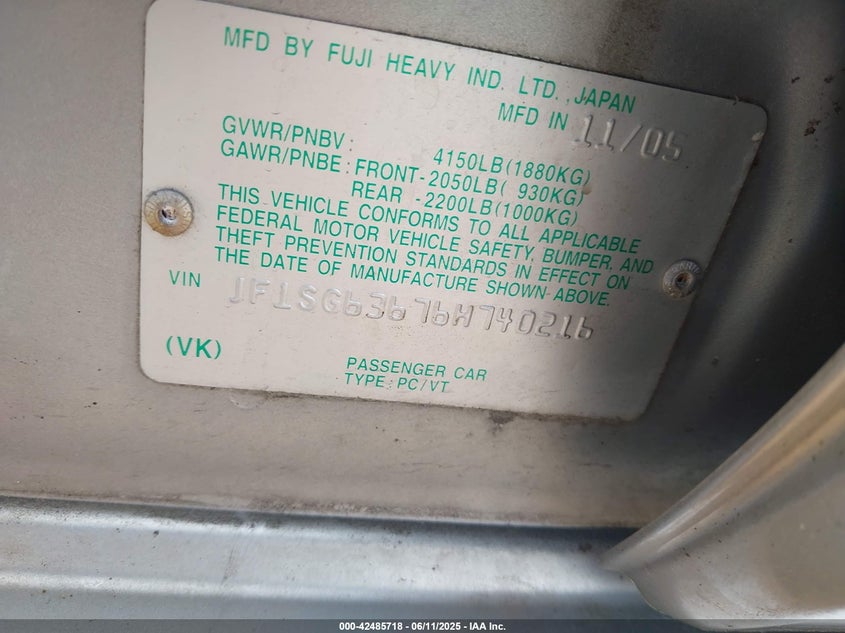 MFD BY FUJI HEAVY IND. LTD., JAPAN
MFD IN 11/05
GVWR/PNBV: 4150LB(1880KG)
GAWR/PNBE: FRONT-2050LB( 930KG)
REAR -2200LB(1000KG)
THIS VEHICLE CONFORMS TO ALL APPLICABLE
FEDERAL MOTOR VEHICLE SAFETY, BUMPER, AND
THEFT PREVENTION STANDARDS IN EFFECT ON
THE DATE OF MANUFACTURE SHOWN ABOVE.
VIN JF1SG63676H740216
(VK)
PASSENGER CAR
TYPE: PC/VT
000-42485718 - 06/11/2025 - IAA Inc.